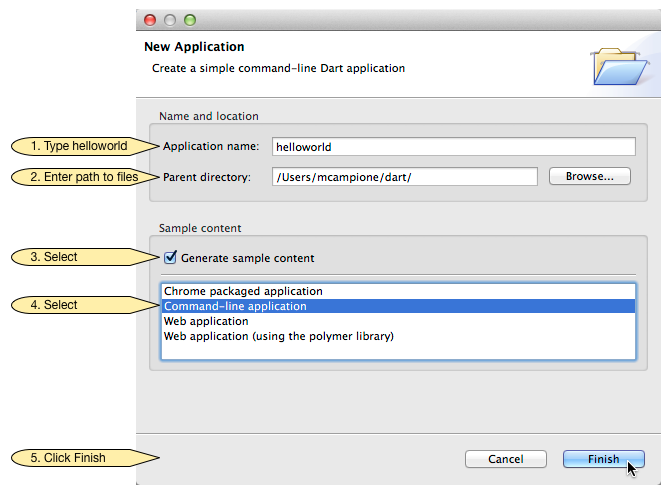 New Application
Create a simple command-line Dart application
Name and location
1. Type helloworld
Application name:
helloworld
2. Enter path to files
Parent directory:
/Users/mcampione/dart/
Browse...
Sample content
3. Select
Generate sample content
Chrome packaged application
4. Select
Command-line application
Web application
Web application (using the polymer library)
5. Click Finish
Cancel
Finish